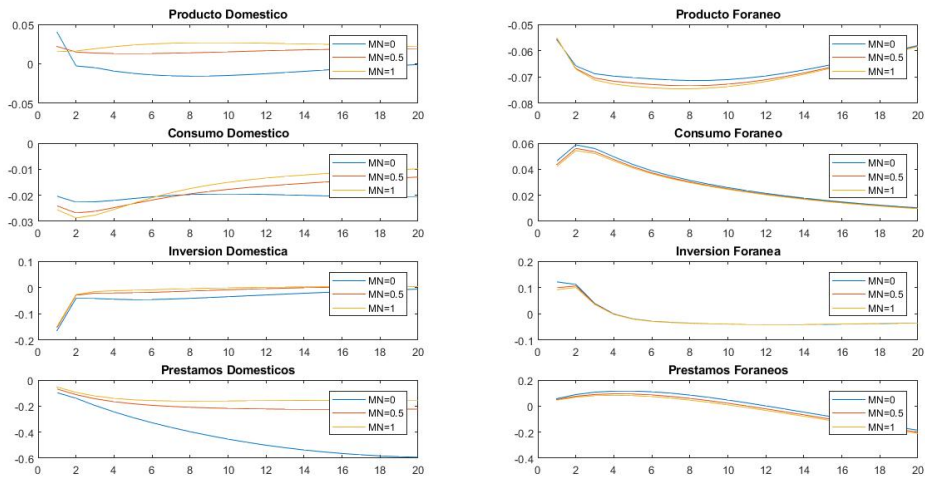 Producto Domestico
0.05
0
-0.05
0 2 4 6 8 10 12 14 16 18 20
MN=0
MN=0.5
MN=1
Producto Foraneo
-0.05
-0.06
-0.07
-0.08
0 2 4 6 8 10 12 14 16 18 20
MN=0
MN=0.5
MN=1
Consumo Domestico
0
-0.01
-0.02
-0.03
0 2 4 6 8 10 12 14 16 18 20
MN=0
MN=0.5
MN=1
Consumo Foraneo
0.06
0.04
0.02
0
0 2 4 6 8 10 12 14 16 18 20
MN=0
MN=0.5
MN=1
Inversion Domestica
0.1
0
-0.1
-0.2
0 2 4 6 8 10 12 14 16 18 20
MN=0
MN=0.5
MN=1
Inversion Foranea
0.2
0.1
0
-0.1
0 2 4 6 8 10 12 14 16 18 20
MN=0
MN=0.5
MN=1
Prestamos Domesticos
0
-0.2
-0.4
-0.6
0 2 4 6 8 10 12 14 16 18 20
MN=0
MN=0.5
MN=1
Prestamos Foraneos
0.2
0
-0.2
-0.4
0 2 4 6 8 10 12 14 16 18 20
MN=0
MN=0.5
MN=1